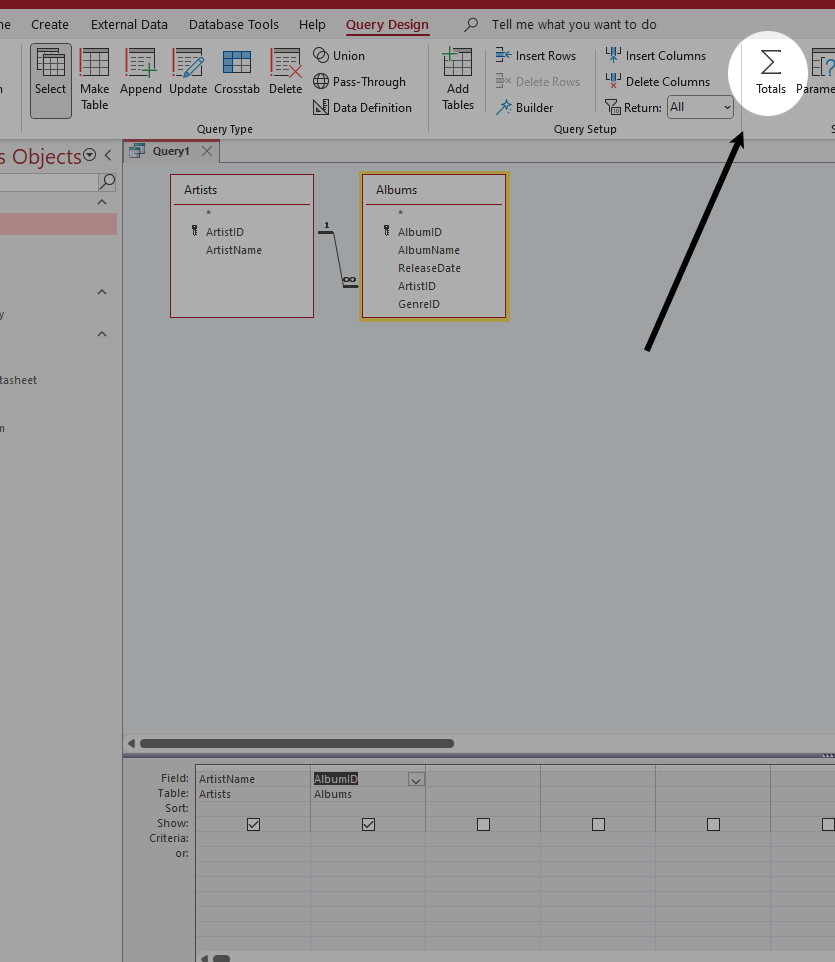 ne Create External Data Database Tools Help Query Design Tell me what you want to do
n Select Make Table Append Update Crosstab Delete
Union
Pass-Through
Data Definition
Query Type
Add Tables
Insert Rows
Delete Rows
Builder
Insert Columns
Delete Columns
Return: All
Query Setup
Totals Parame
S
s Objects
Query1
y
tasheet
m
Artists
*
ArtistID
ArtistName
1
∞
Albums
*
AlbumID
AlbumName
ReleaseDate
ArtistID
GenreID
Field: ArtistName AlbumID
Table: Artists Albums
Sort:
Show:
Criteria:
or: